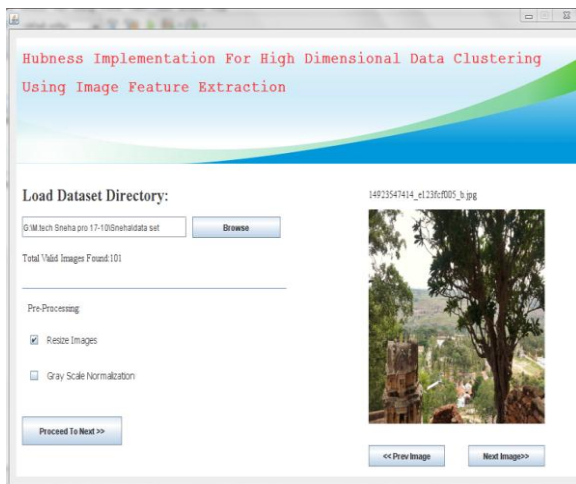 Hubness Implementation For High Dimensional Data Clustering
Using Image Feature Extraction
Load Dataset Directory:
G:\M.tech Sneha pro 17-10\Snehaldata set
Browse
Total Valid Images Found:101
Pre-Processing
Resize Images
Gray Scale Normalization
Proceed To Next >>
14923547414_e123fcf005_b.jpg
<< Prev Image
Next Image>>